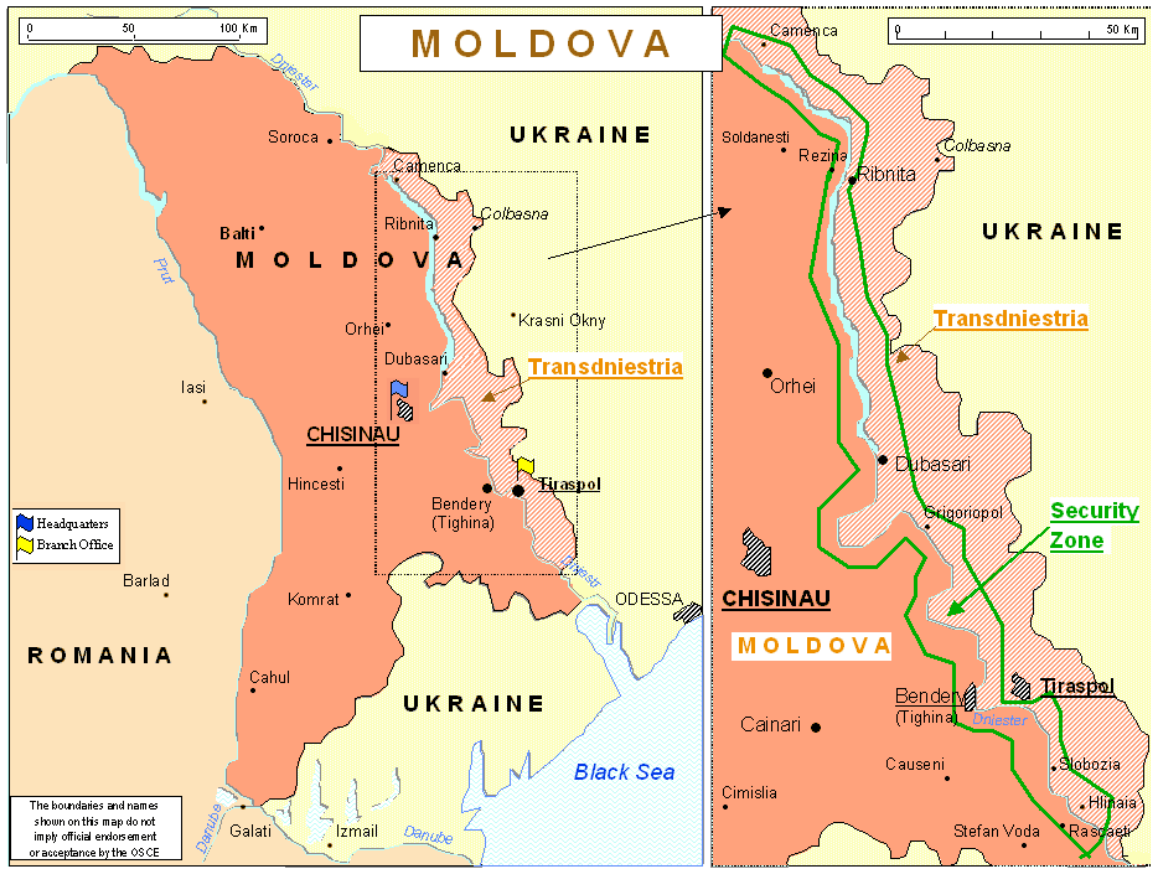 MOLDOVA
0 50 100 Km
Dniester
Soroca
UKRAINE
Camenca
Colbasna
Ribnita
Balti
MOLDOVA
Prut
Krasni Okny
Orhei
Dubasari
Transdniestria
Iasi
CHISINAU
Hincesti
Tiraspol
Bendery
(Tighina)
Headquarters
Branch Office
Dniestr
Barlad
Komrat
ODESSA
ROMANIA
Cahul
UKRAINE
Black Sea
The boundaries and names
shown on this map do not
imply official endorsement
or acceptance by the OSCE
Danube
Galati
Izmail
Danube
0 50 Km
Camenca
Soldanesti
Rezina
Colbasna
Ribnita
UKRAINE
Transdniestria
Orhei
Dubasari
Grigoriopol
Security
Zone
CHISINAU
MOLDOVA
Tiraspol
Bendery
(Tighina)
Dniester
Cainari
Causeni
Slobozia
Cimislia
Hlinaia
Stefan Voda
Rascaeti